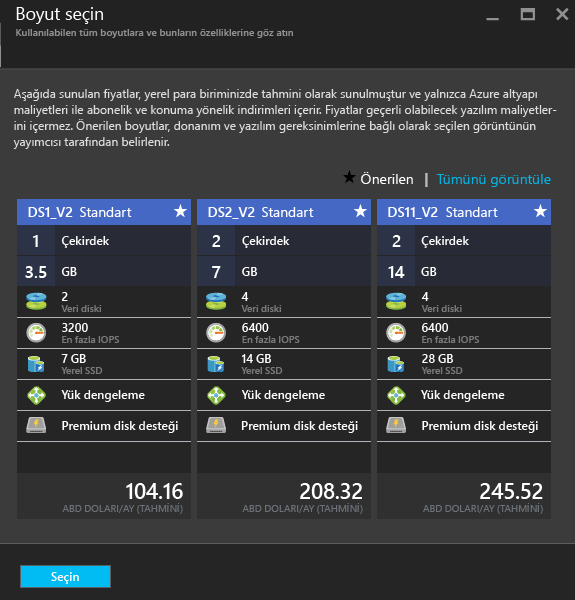 Boyut seçin
Kullanılabilen tüm boyutlara ve bunların özelliklerine göz atın
Aşağıda sunulan fiyatlar, yerel para biriminizde tahmini olarak sunulmuştur ve yalnızca Azure altyapı
maliyetleri ile abonelik ve konuma yönelik indirimleri içerir. Fiyatlar geçerli olabilecek yazılım maliyetler-
ini içermez. Önerilen boyutlar, donanım ve yazılım gereksinimlerine bağlı olarak seçilen görüntünün
yayımcısı tarafından belirlenir.
★ Önerilen | Tümünü görüntüle
DS1_V2 Standart ★
1 Çekirdek
3.5 GB
2
Veri diski
3200
En fazla IOPS
7 GB
Yerel SSD
Yük dengeleme
Premium disk desteği
104.16
ABD DOLARI/AY (TAHMİNİ)
DS2_V2 Standart ★
2 Çekirdek
7 GB
4
Veri diski
6400
En fazla IOPS
14 GB
Yerel SSD
Yük dengeleme
Premium disk desteği
208.32
ABD DOLARI/AY (TAHMİNİ)
DS11_V2 Standart ★
2 Çekirdek
14 GB
4
Veri diski
6400
En fazla IOPS
28 GB
Yerel SSD
Yük dengeleme
Premium disk desteği
245.52
ABD DOLARI/AY (TAHMİNİ)
Seçin